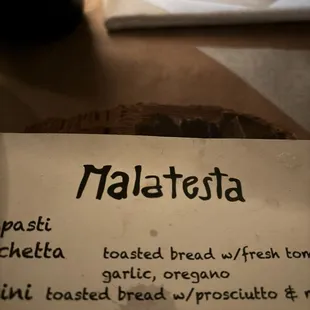 Malatesta
pasti
chetta toasted bread w/fresh tom
garlic, oregano
ini toasted bread w/prosciutto &